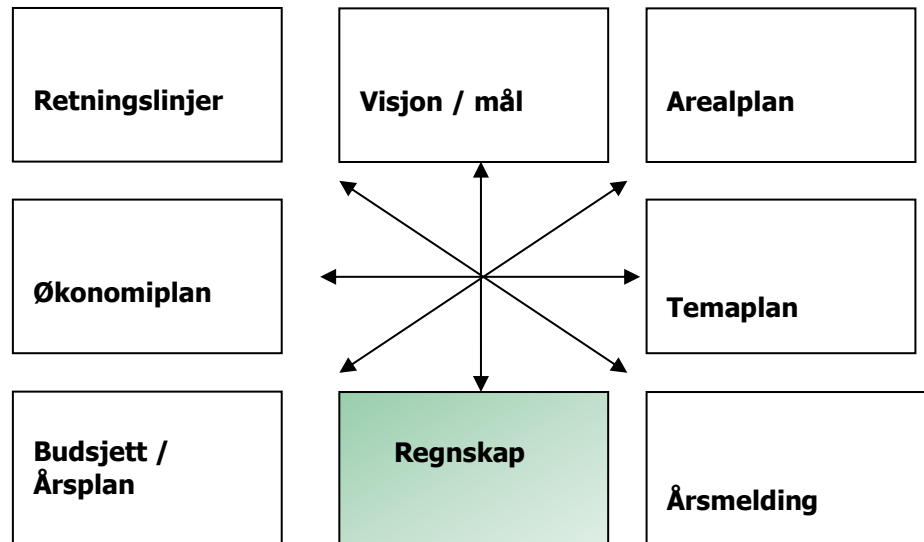 Retningslinjer
Visjon / mål
Arealplan
Økonomiplan
Temaplan
Budsjett /
Årsplan
Regnskap
Årsmelding